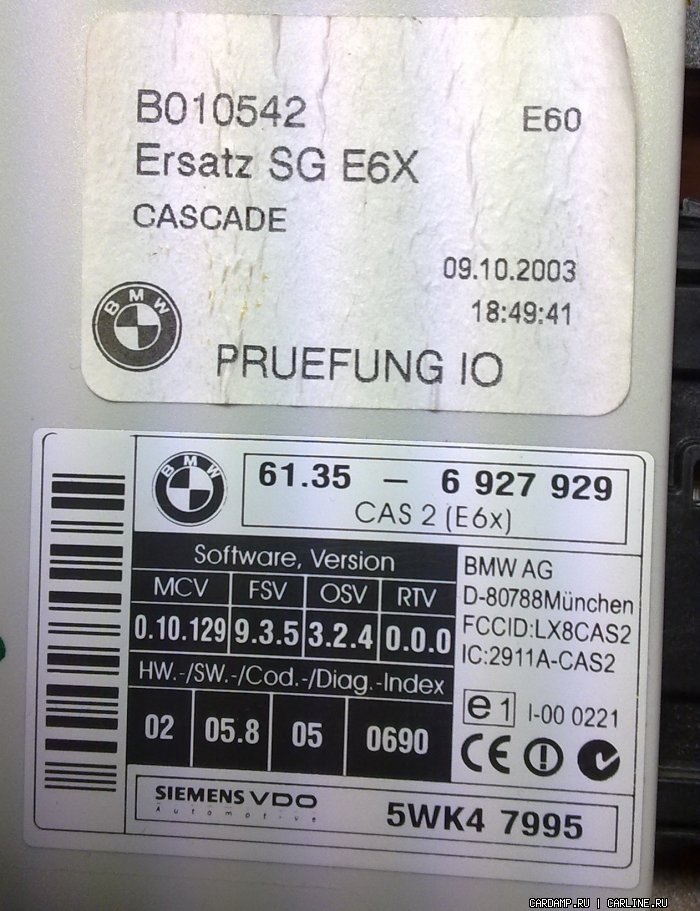 B010542 E60
Ersatz SG E6X
CASCADE
09.10.2003
18:49:41
BMW
PRUEFUNG IO
BMW
61.35 – 6 927 929
CAS 2 (E6x)
Software, Version
MCV FSV OSV RTV
0.10.129 9.3.5 3.2.4 0.0.0
HW.-/SW.-/Cod.-/Diag.-Index
02 05.8 05 0690
BMW AG
D-80788München
FCCID:LX8CAS2
IC:2911A-CAS2
e1 I-00 0221
CE
SIEMENS VDO
Automotive
5WK4 7995
CARDAMP.RU | CARLINE.RU